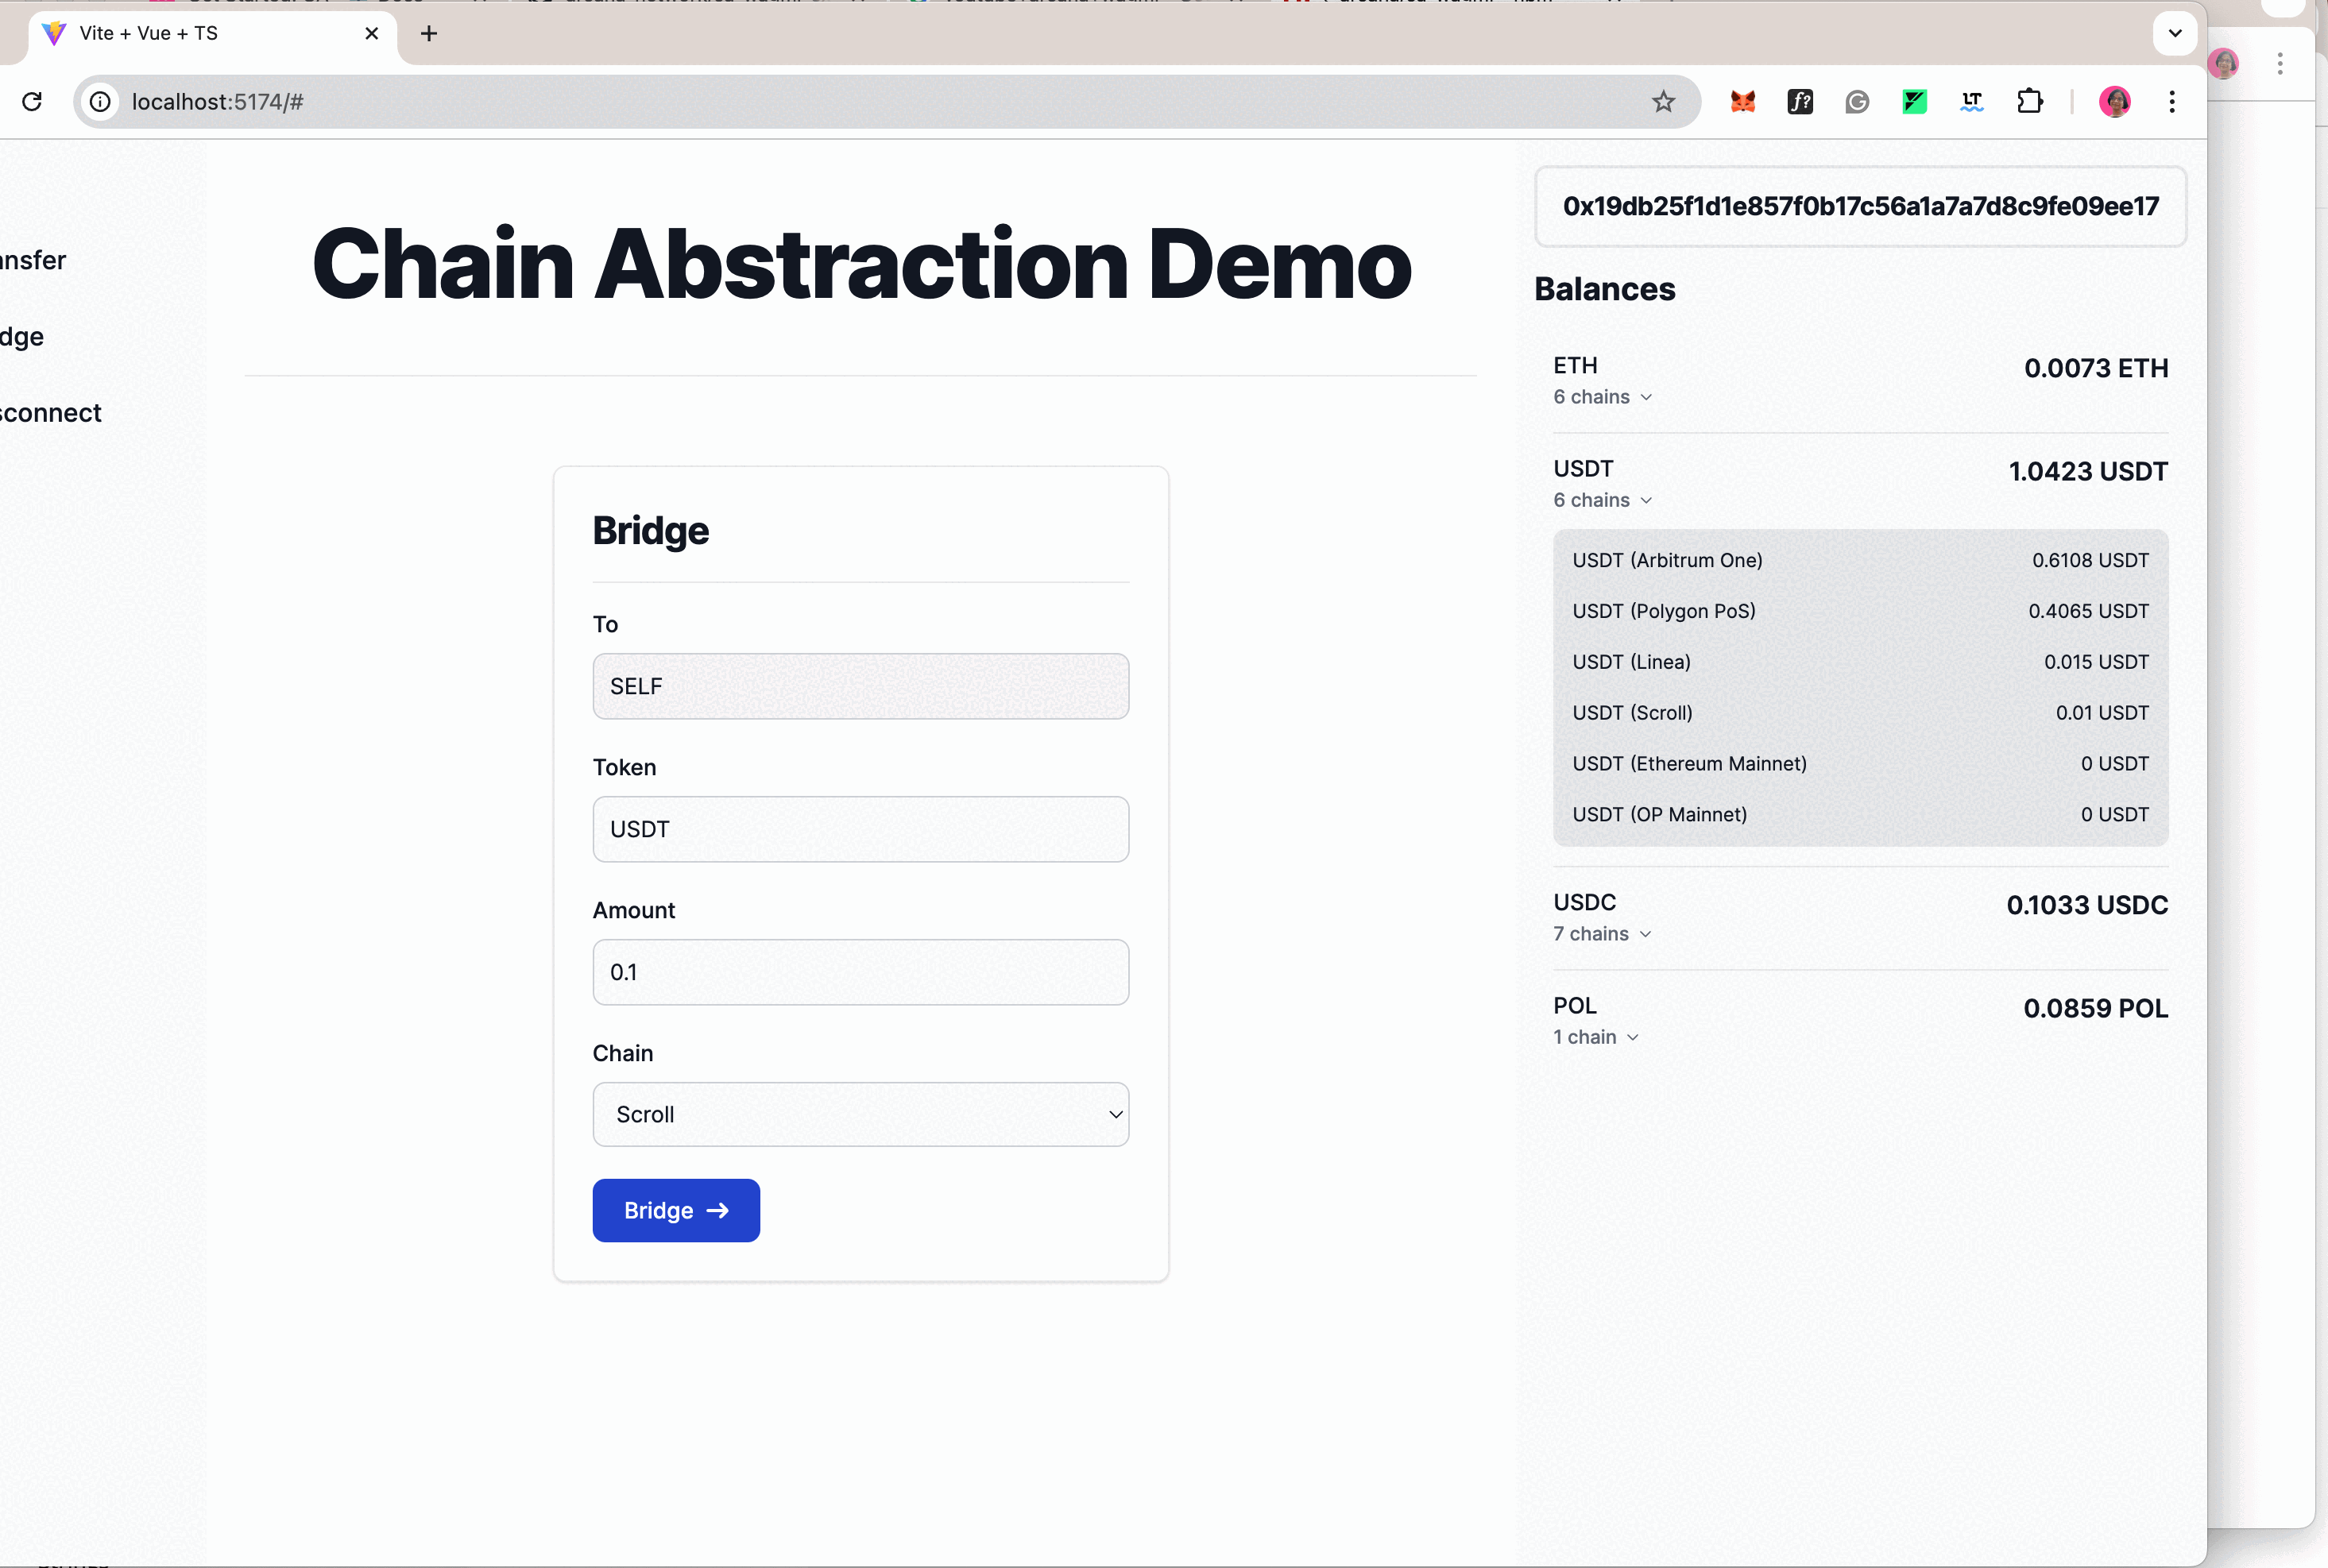 Vite + Vue + TS
localhost:5174/#
ansfer
dge
sconnect
Chain Abstraction Demo
Bridge
To
SELF
Token
USDT
Amount
0.1
Chain
Scroll
Bridge →
0x19db25f1d1e857f0b17c56a1a7a7d8c9fe09ee17
Balances
ETH 0.0073 ETH
6 chains
USDT 1.0423 USDT
6 chains
USDT (Arbitrum One) 0.6108 USDT
USDT (Polygon PoS) 0.4065 USDT
USDT (Linea) 0.015 USDT
USDT (Scroll) 0.01 USDT
USDT (Ethereum Mainnet) 0 USDT
USDT (OP Mainnet) 0 USDT
USDC 0.1033 USDC
7 chains
POL 0.0859 POL
1 chain